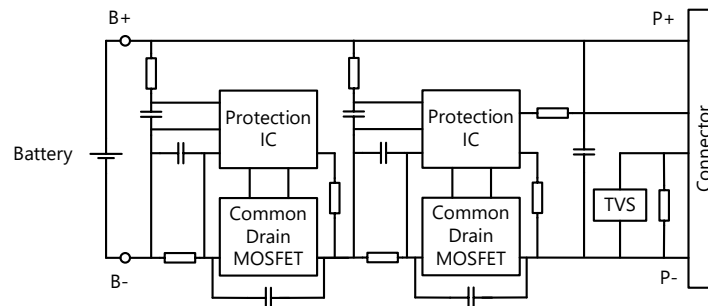 B+
P+
Protection
IC
Protection
IC
Battery
Common
Drain
MOSFET
Common
Drain
MOSFET
TVS
Connector
B-
P-